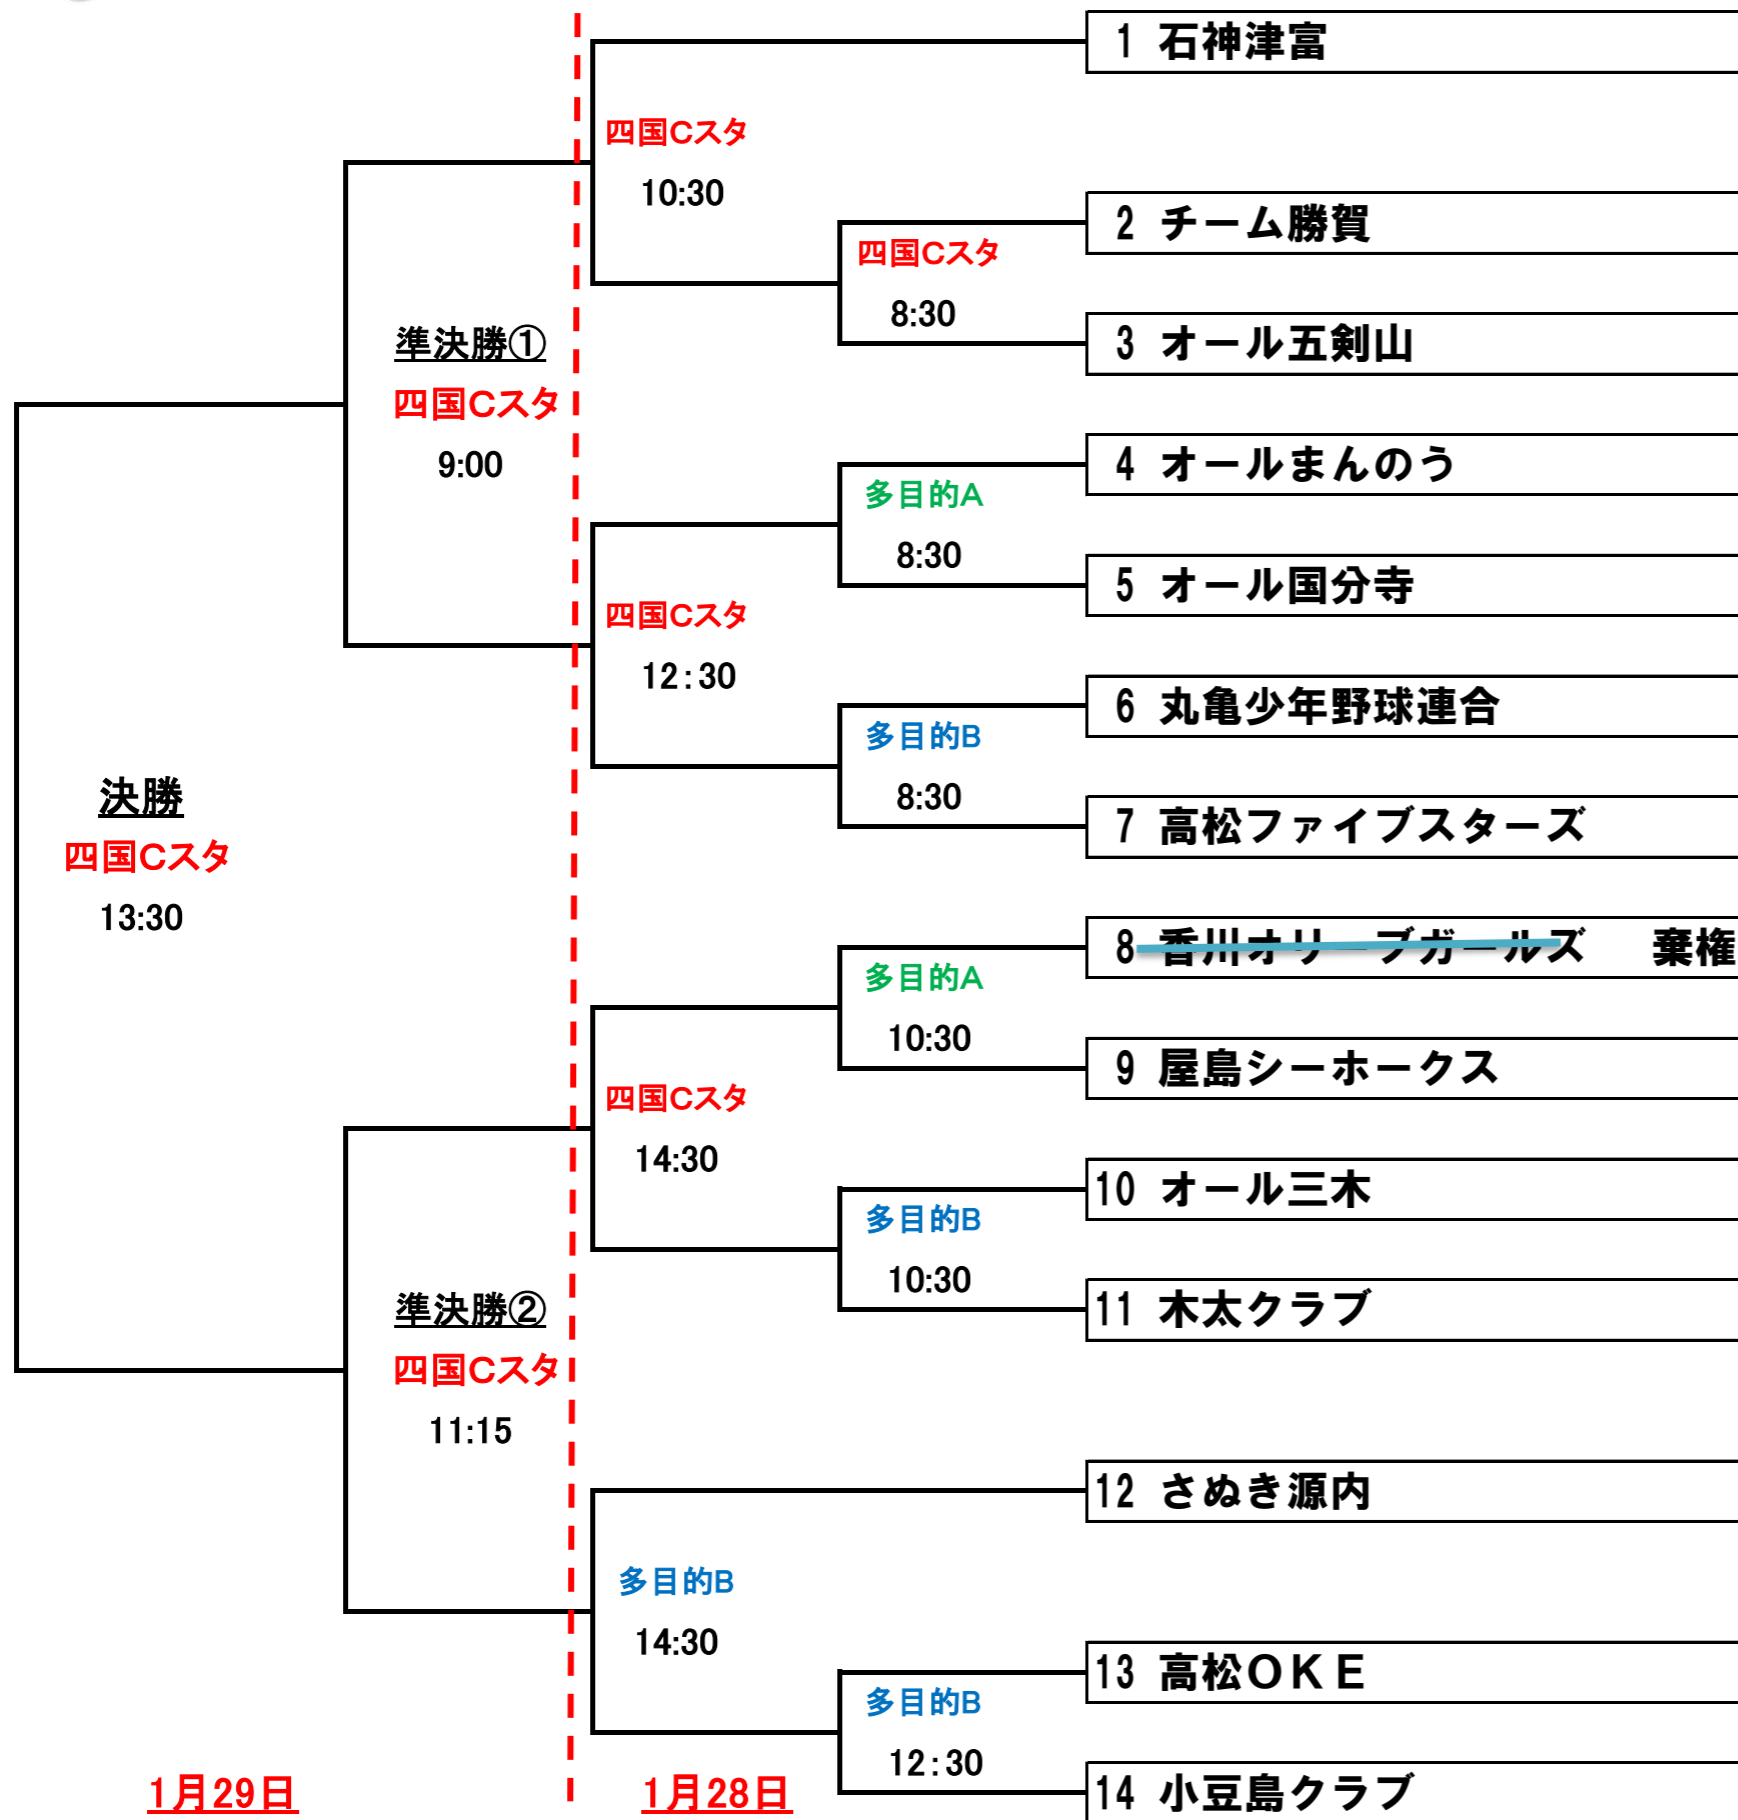 1 石神津富
四国Cスタ
10:30
2 チーム勝賀
四国Cスタ
8:30
3 オール五剣山
準決勝①
四国Cスタ
9:00
4 オールまんのう
多目的A
8:30
5 オール国分寺
四国Cスタ
12:30
6 丸亀少年野球連合
多目的B
8:30
7 高松ファイブスターズ
決勝
四国Cスタ
13:30
8 香川オリーブガールズ 棄権
多目的A
10:30
9 屋島シーホークス
四国Cスタ
14:30
10 オール三木
多目的B
10:30
11 木太クラブ
準決勝②
四国Cスタ
11:15
12 さぬき源内
多目的B
14:30
13 高松OKE
多目的B
12:30
14 小豆島クラブ
1月29日
1月28日